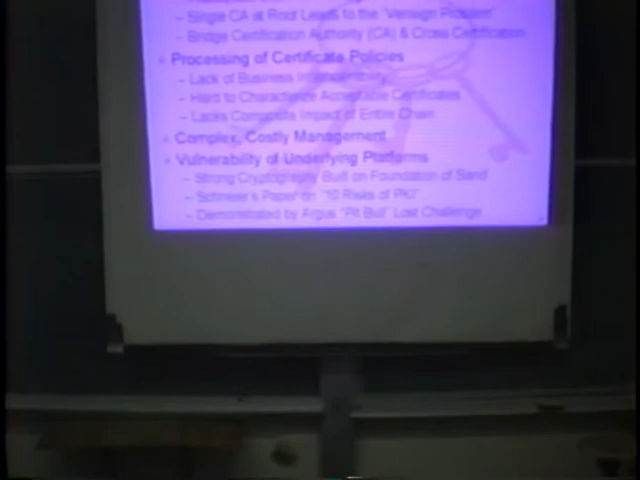 – Single CA at Root Leads to the "Verisign Problem"
– Bridge Certification Authority (CA) & Cross Certification
• Processing of Certificate Policies
– Lack of Business Interoperability
– Hard to Characterize Acceptable Certificates
– Lacks Composite Impact of Entire Chain
• Complex, Costly Management
• Vulnerability of Underlying Platforms
– Strong Cryptography Built on Foundation of Sand
– Schneier's Paper on "10 Risks of PKI"
– Demonstrated by Argus "Pit Bull" Lost Challenge